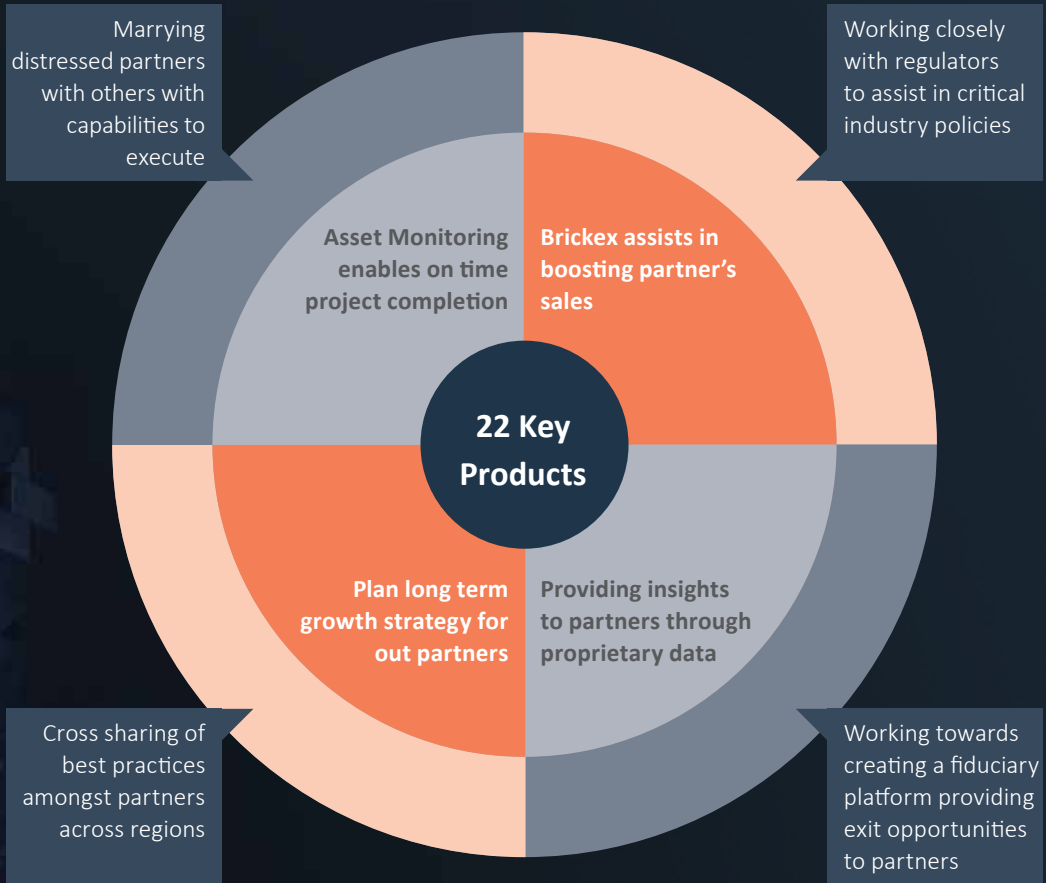 Marrying
distressed partners
with others with
capabilities to
execute
Working closely
with regulators
to assist in critical
industry policies
Asset Monitoring
enables on time
project completion
Brickex assists in
boosting partner’s
sales
22 Key
Products
Plan long term
growth strategy for
out partners
Providing insights
to partners through
proprietary data
Cross sharing of
best practices
amongst partners
across regions
Working towards
creating a fiduciary
platform providing
exit opportunities
to partners